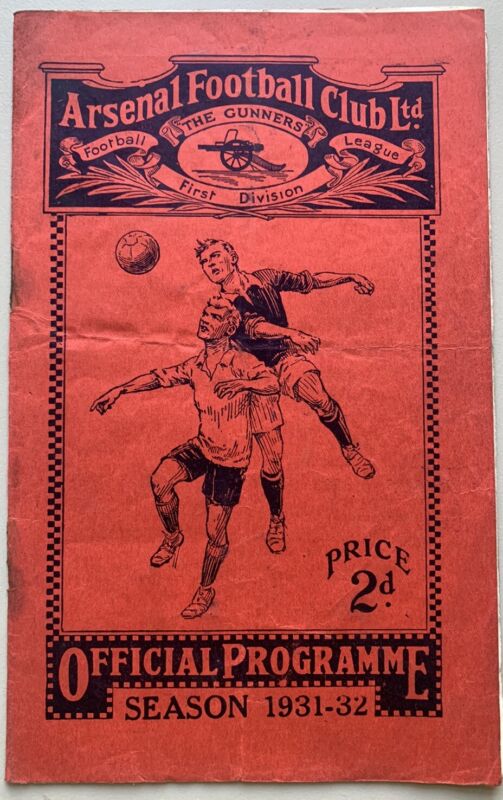 Arsenal Football Club Ltd.
"THE GUNNERS"
Football League
First Division
PRICE
2d.
OFFICIAL PROGRAMME
SEASON 1931-32